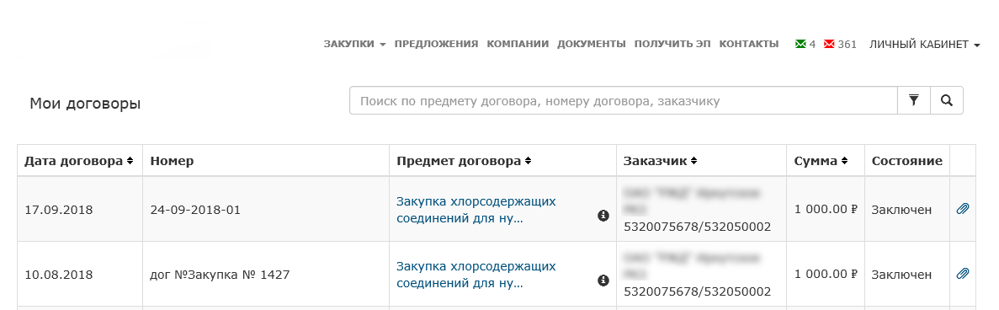 ЗАКУПКИ ПРЕДЛОЖЕНИЯ КОМПАНИИ ДОКУМЕНТЫ ПОЛУЧИТЬ ЭП КОНТАКТЫ 4 361 ЛИЧНЫЙ КАБИНЕТ
Мои договоры
Поиск по предмету договора, номеру договора, заказчику
Дата договора Номер Предмет договора Заказчик Сумма Состояние
17.09.2018 24-09-2018-01 Закупка хлорсодержащих 1 000.00 ₽ Заключен
соединений для ну...
5320075678/532050002
10.08.2018 дог №Закупка № 1427 Закупка хлорсодержащих 1 000.00 ₽ Заключен
соединений для ну...
5320075678/532050002